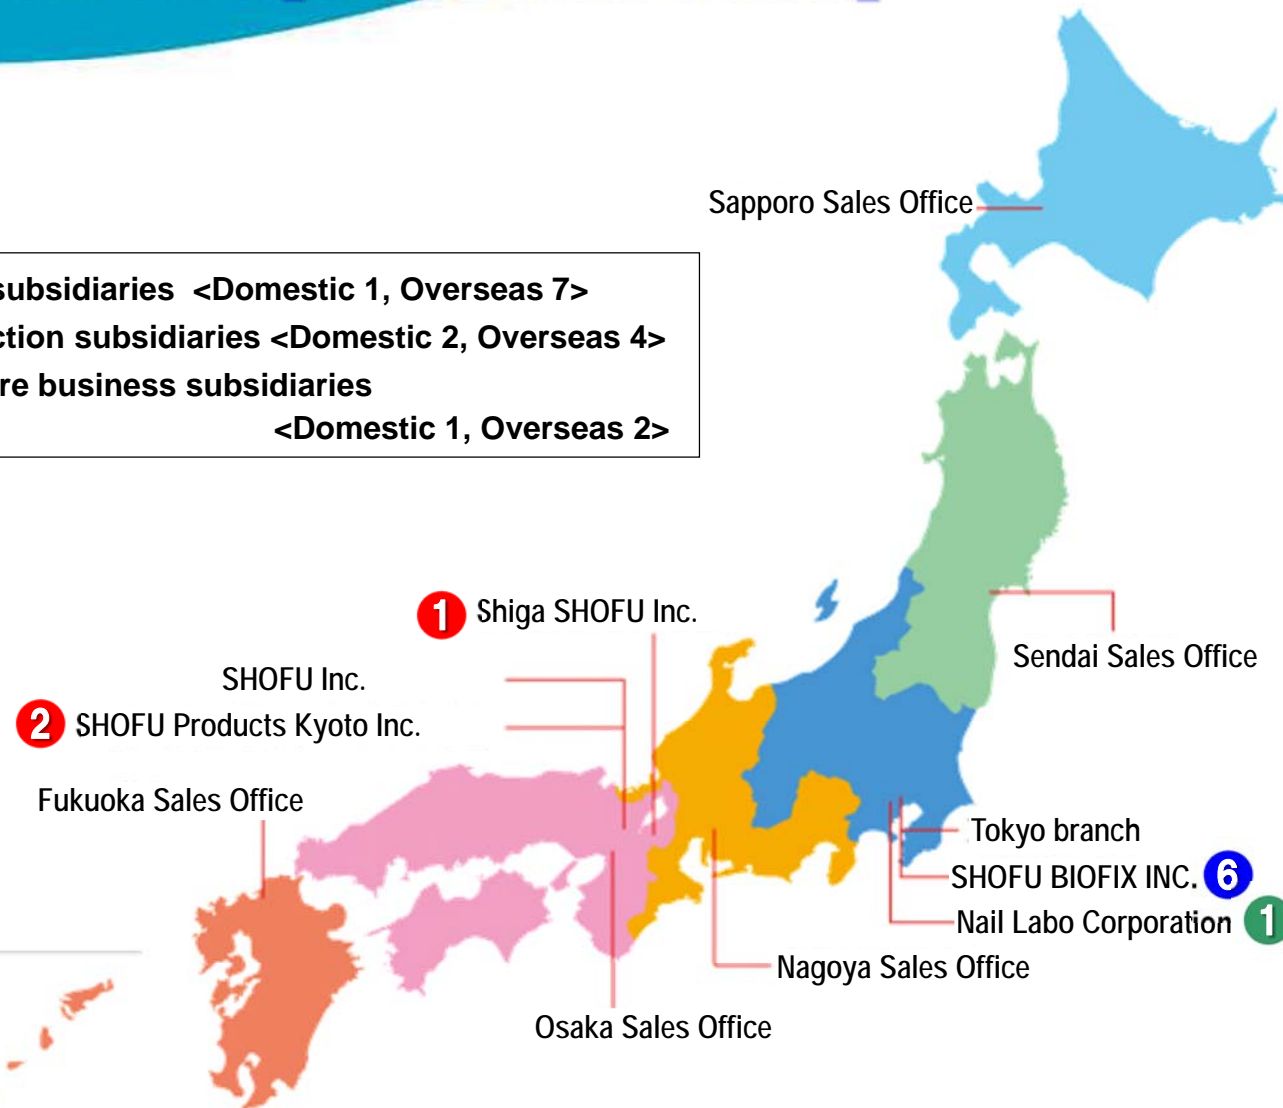 Sapporo Sales Office
subsidiaries <Domestic 1, Overseas 7>
ction subsidiaries <Domestic 2, Overseas 4>
re business subsidiaries
<Domestic 1, Overseas 2>
1 Shiga SHOFU Inc.
Sendai Sales Office
SHOFU Inc.
2 SHOFU Products Kyoto Inc.
Fukuoka Sales Office
Tokyo branch
SHOFU BIOFIX INC. 6
Nail Labo Corporation 1
Nagoya Sales Office
Osaka Sales Office